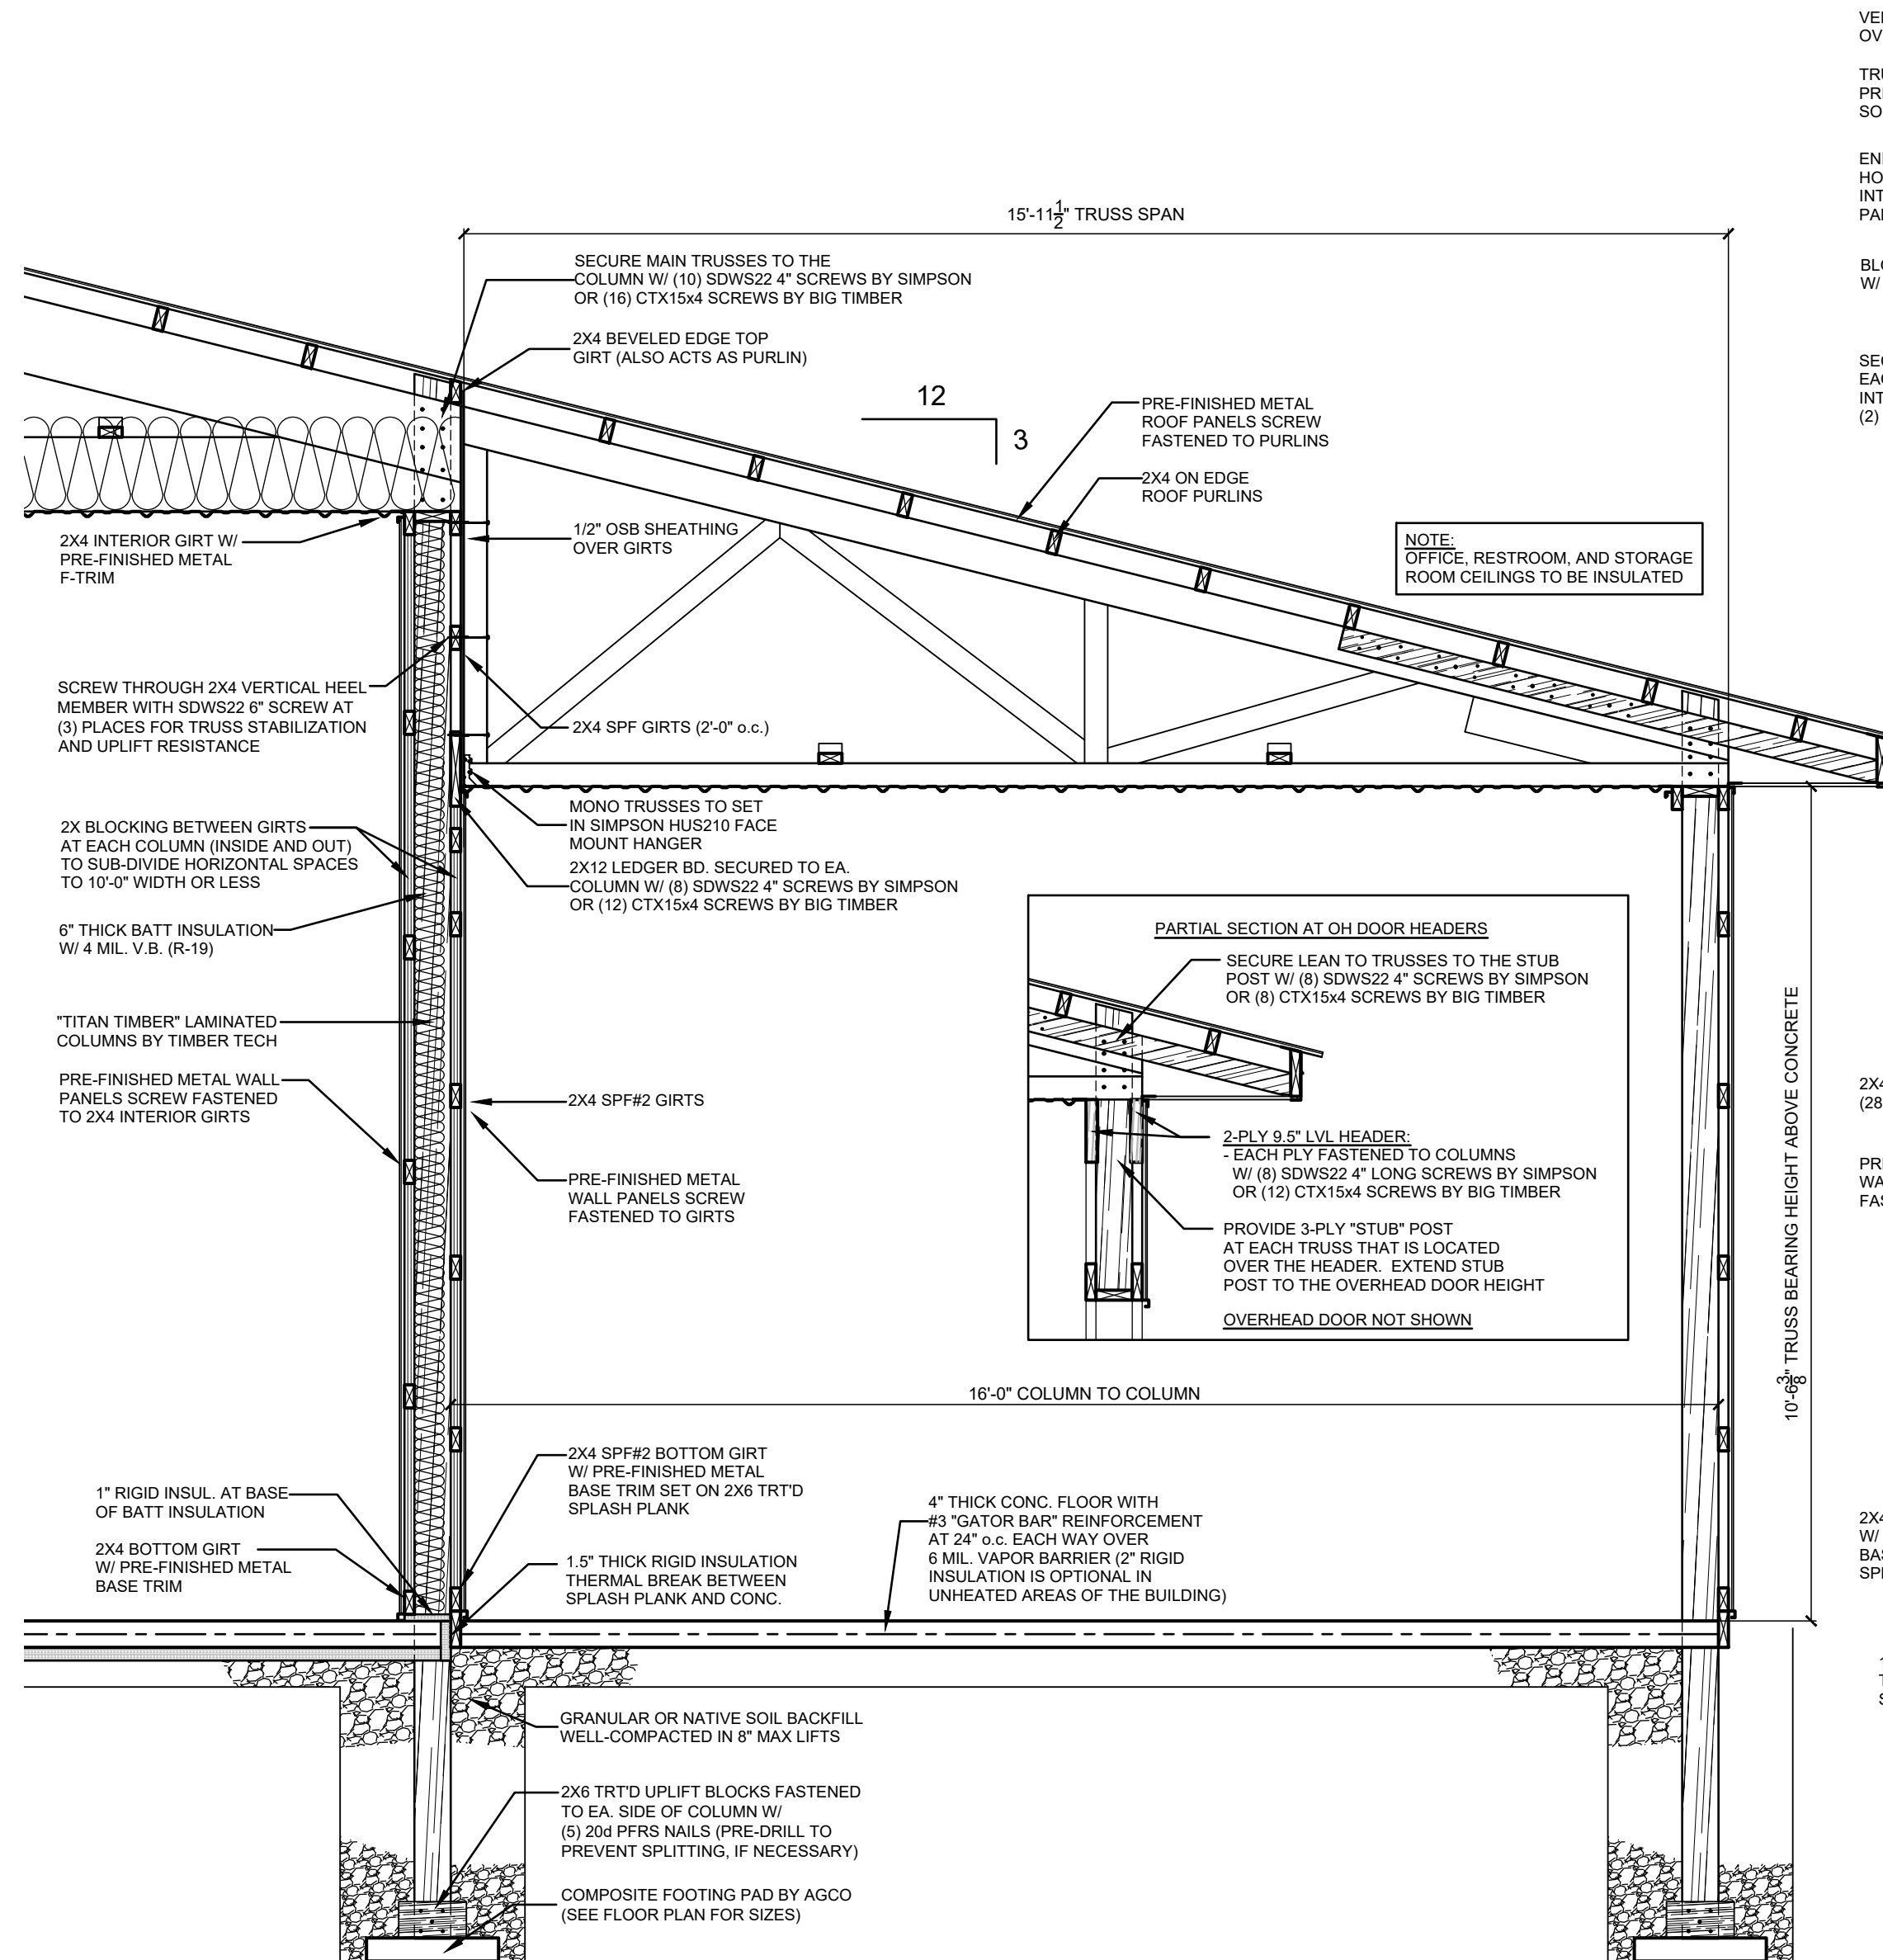 15'-11 1/2" TRUSS SPAN
SECURE MAIN TRUSSES TO THE
COLUMN W/ (10) SDWS22 4" SCREWS BY SIMPSON
OR (16) CTX15x4 SCREWS BY BIG TIMBER
2X4 BEVELED EDGE TOP
GIRT (ALSO ACTS AS PURLIN)
12
3
PRE-FINISHED METAL
ROOF PANELS SCREW
FASTENED TO PURLINS
2X4 ON EDGE
ROOF PURLINS
NOTE:
OFFICE, RESTROOM, AND STORAGE
ROOM CEILINGS TO BE INSULATED
2X4 INTERIOR GIRT W/
PRE-FINISHED METAL
F-TRIM
1/2" OSB SHEATHING
OVER GIRTS
SCREW THROUGH 2X4 VERTICAL HEEL
MEMBER WITH SDWS22 6" SCREW AT
(3) PLACES FOR TRUSS STABILIZATION
AND UPLIFT RESISTANCE
2X4 SPF GIRTS (2'-0" o.c.)
MONO TRUSSES TO SET
IN SIMPSON HUS210 FACE
MOUNT HANGER
2X BLOCKING BETWEEN GIRTS
AT EACH COLUMN (INSIDE AND OUT)
TO SUB-DIVIDE HORIZONTAL SPACES
TO 10'-0" WIDTH OR LESS
2X12 LEDGER BD. SECURED TO EA.
COLUMN W/ (8) SDWS22 4" SCREWS BY SIMPSON
OR (12) CTX15x4 SCREWS BY BIG TIMBER
6" THICK BATT INSULATION
W/ 4 MIL. V.B. (R-19)
"TITAN TIMBER" LAMINATED
COLUMNS BY TIMBER TECH
PRE-FINISHED METAL WALL
PANELS SCREW FASTENED
TO 2X4 INTERIOR GIRTS
2X4 SPF#2 GIRTS
PRE-FINISHED METAL
WALL PANELS SCREW
FASTENED TO GIRTS
PARTIAL SECTION AT OH DOOR HEADERS
SECURE LEAN TO TRUSSES TO THE STUB
POST W/ (8) SDWS22 4" SCREWS BY SIMPSON
OR (8) CTX15x4 SCREWS BY BIG TIMBER
2-PLY 9.5" LVL HEADER:
- EACH PLY FASTENED TO COLUMNS
W/ (8) SDWS22 4" LONG SCREWS BY SIMPSON
OR (12) CTX15x4 SCREWS BY BIG TIMBER
PROVIDE 3-PLY "STUB" POST
AT EACH TRUSS THAT IS LOCATED
OVER THE HEADER. EXTEND STUB
POST TO THE OVERHEAD DOOR HEIGHT
OVERHEAD DOOR NOT SHOWN
10'-6 3/8" TRUSS BEARING HEIGHT ABOVE CONCRETE
16'-0" COLUMN TO COLUMN
1" RIGID INSUL. AT BASE
OF BATT INSULATION
2X4 BOTTOM GIRT
W/ PRE-FINISHED METAL
BASE TRIM
2X4 SPF#2 BOTTOM GIRT
W/ PRE-FINISHED METAL
BASE TRIM SET ON 2X6 TRT'D
SPLASH PLANK
1.5" THICK RIGID INSULATION
THERMAL BREAK BETWEEN
SPLASH PLANK AND CONC.
4" THICK CONC. FLOOR WITH
#3 "GATOR BAR" REINFORCEMENT
AT 24" o.c. EACH WAY OVER
6 MIL. VAPOR BARRIER (2" RIGID
INSULATION IS OPTIONAL IN
UNHEATED AREAS OF THE BUILDING)
GRANULAR OR NATIVE SOIL BACKFILL
WELL-COMPACTED IN 8" MAX LIFTS
2X6 TRT'D UPLIFT BLOCKS FASTENED
TO EA. SIDE OF COLUMN W/
(5) 20d PFRS NAILS (PRE-DRILL TO
PREVENT SPLITTING, IF NECESSARY)
COMPOSITE FOOTING PAD BY AGCO
(SEE FLOOR PLAN FOR SIZES)
W/
(2)
2X4
W/